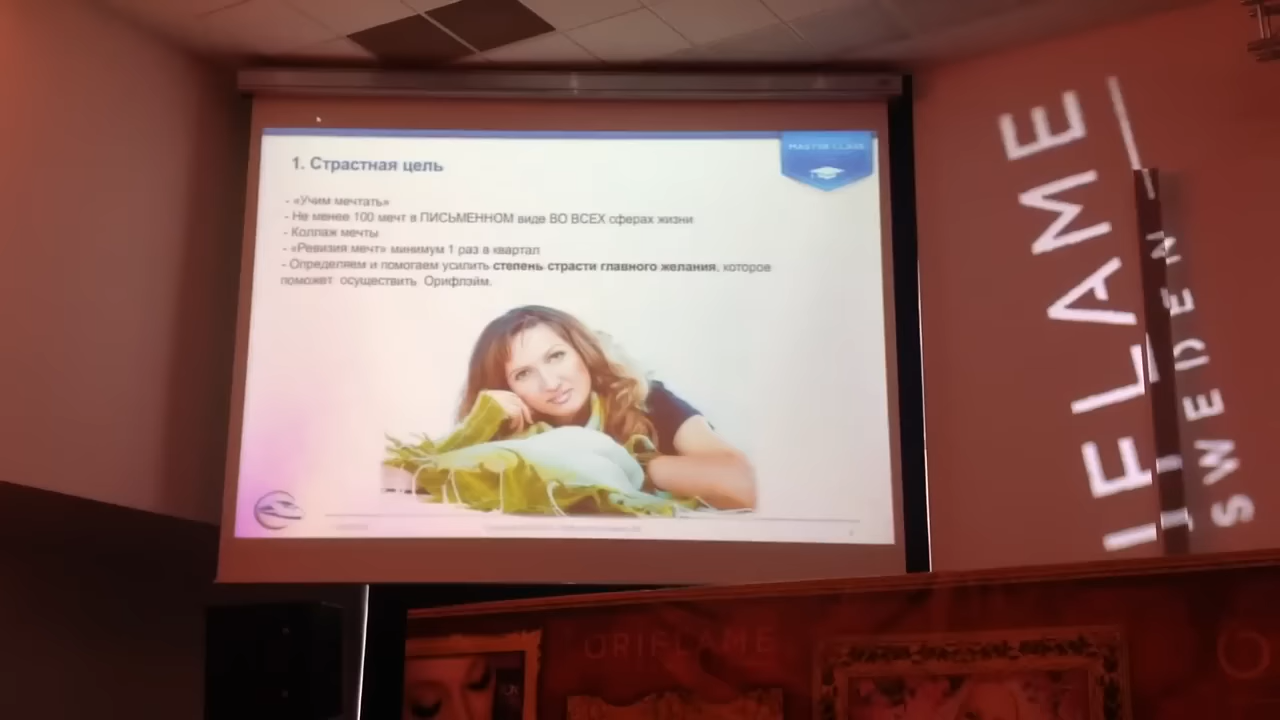 MASTER CLASS
1. Страстная цель
- «Учим мечтать»
- Не менее 100 мечт в ПИСЬМЕННОМ виде ВО ВСЕХ сферах жизни
- Коллаж мечты
- «Ревизия мечт» минимум 1 раз в квартал
- Определяем и помогаем усилить степень страсти главного желания, которое
поможет осуществить Орифлэйм.
IFLAME
SWEDEN
ORIFLAME